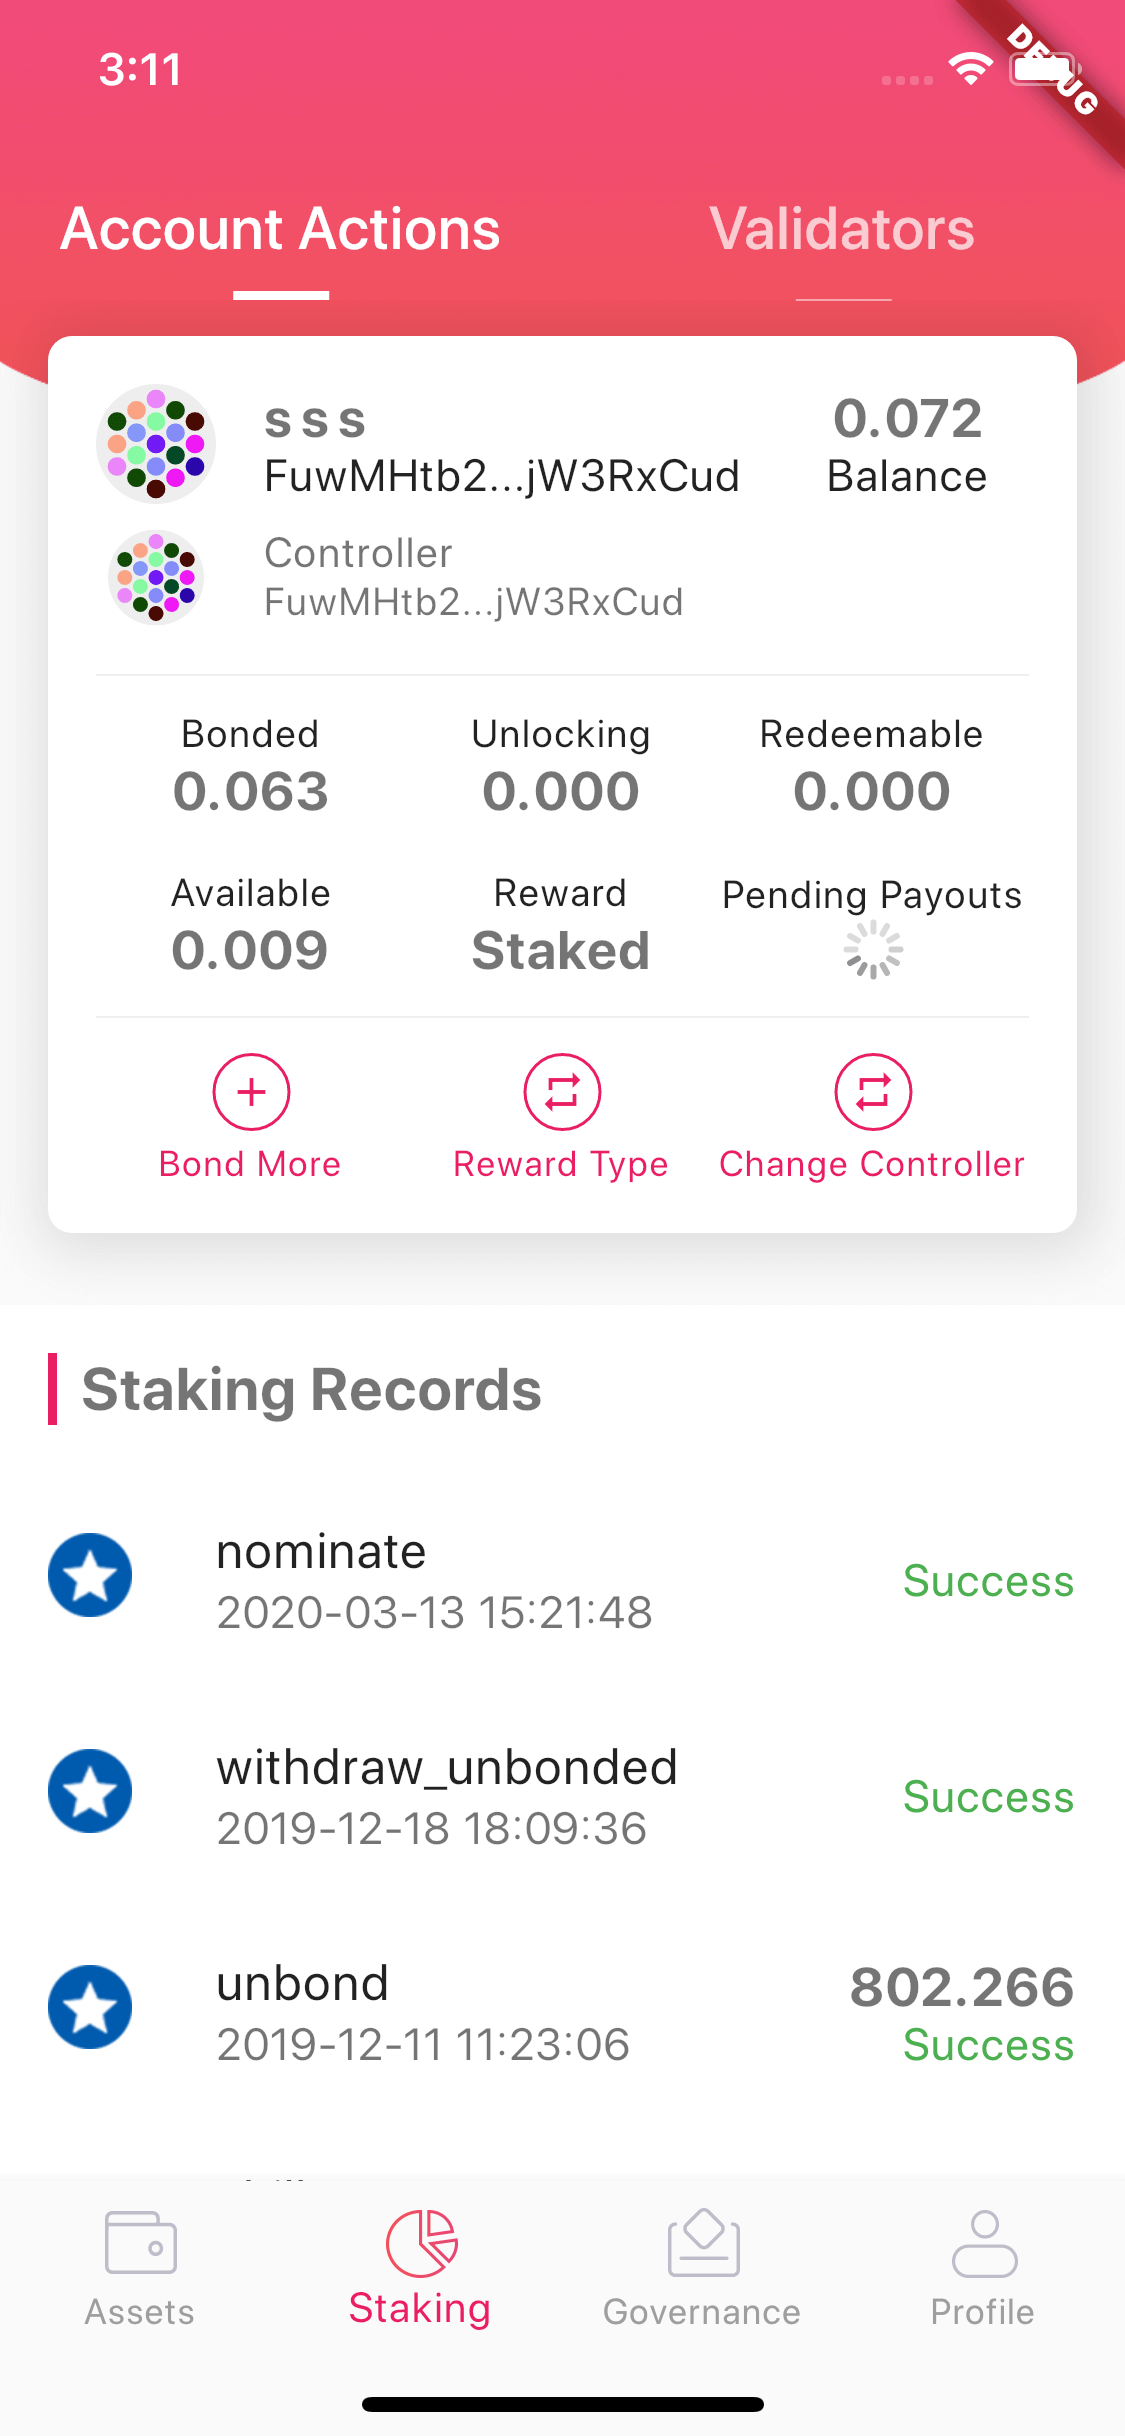 3:11
DEBUG
Account Actions
Validators
s s s
FuwMHtb2...jW3RxCud
0.072
Balance
Controller
FuwMHtb2...jW3RxCud
Bonded
Unlocking
Redeemable
0.063
0.000
0.000
Available
Reward
Pending Payouts
0.009
Staked
Bond More
Reward Type
Change Controller
Staking Records
nominate
2020-03-13 15:21:48
Success
withdraw_unbonded
2019-12-18 18:09:36
Success
unbond
802.266
2019-12-11 11:23:06
Success
Assets
Staking
Governance
Profile